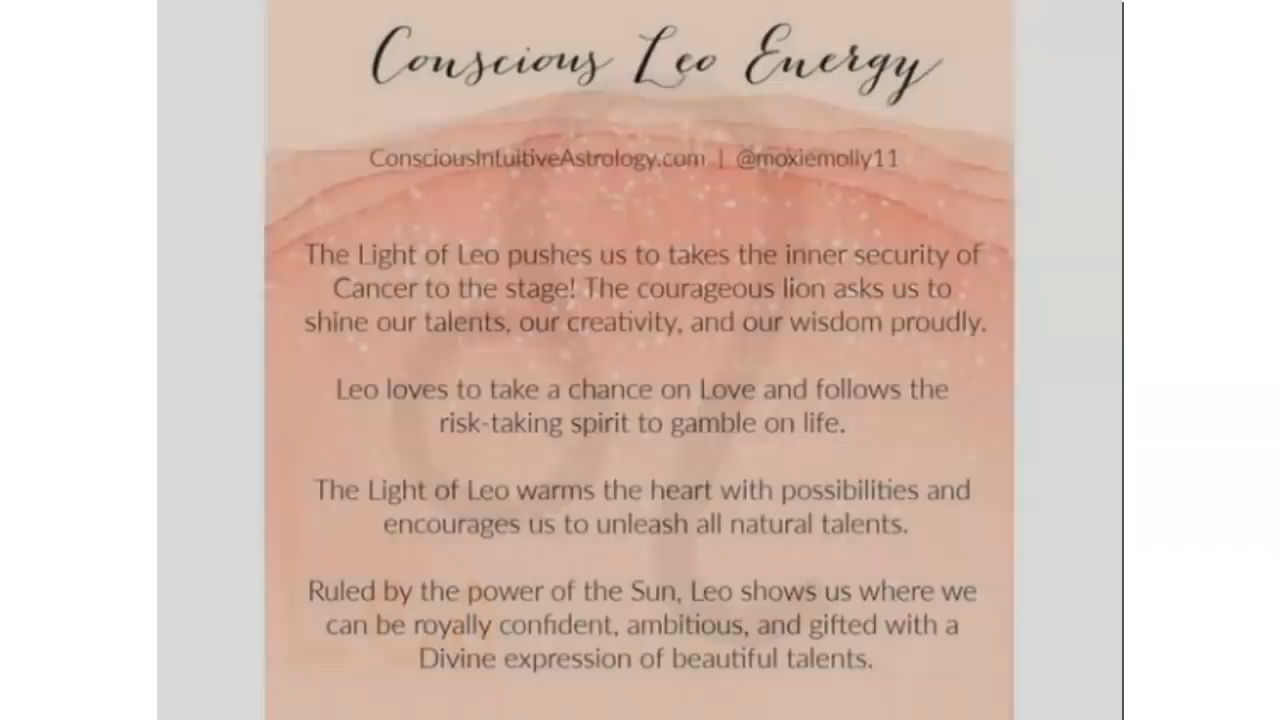 Conscious Leo Energy
ConsciousIntuitiveAstrology.com | @moxiemolly11
The Light of Leo pushes us to takes the inner security of
Cancer to the stage! The courageous lion asks us to
shine our talents, our creativity, and our wisdom proudly.
Leo loves to take a chance on Love and follows the
risk-taking spirit to gamble on life.
The Light of Leo warms the heart with possibilities and
encourages us to unleash all natural talents.
Ruled by the power of the Sun, Leo shows us where we
can be royally confident, ambitious, and gifted with a
Divine expression of beautiful talents.